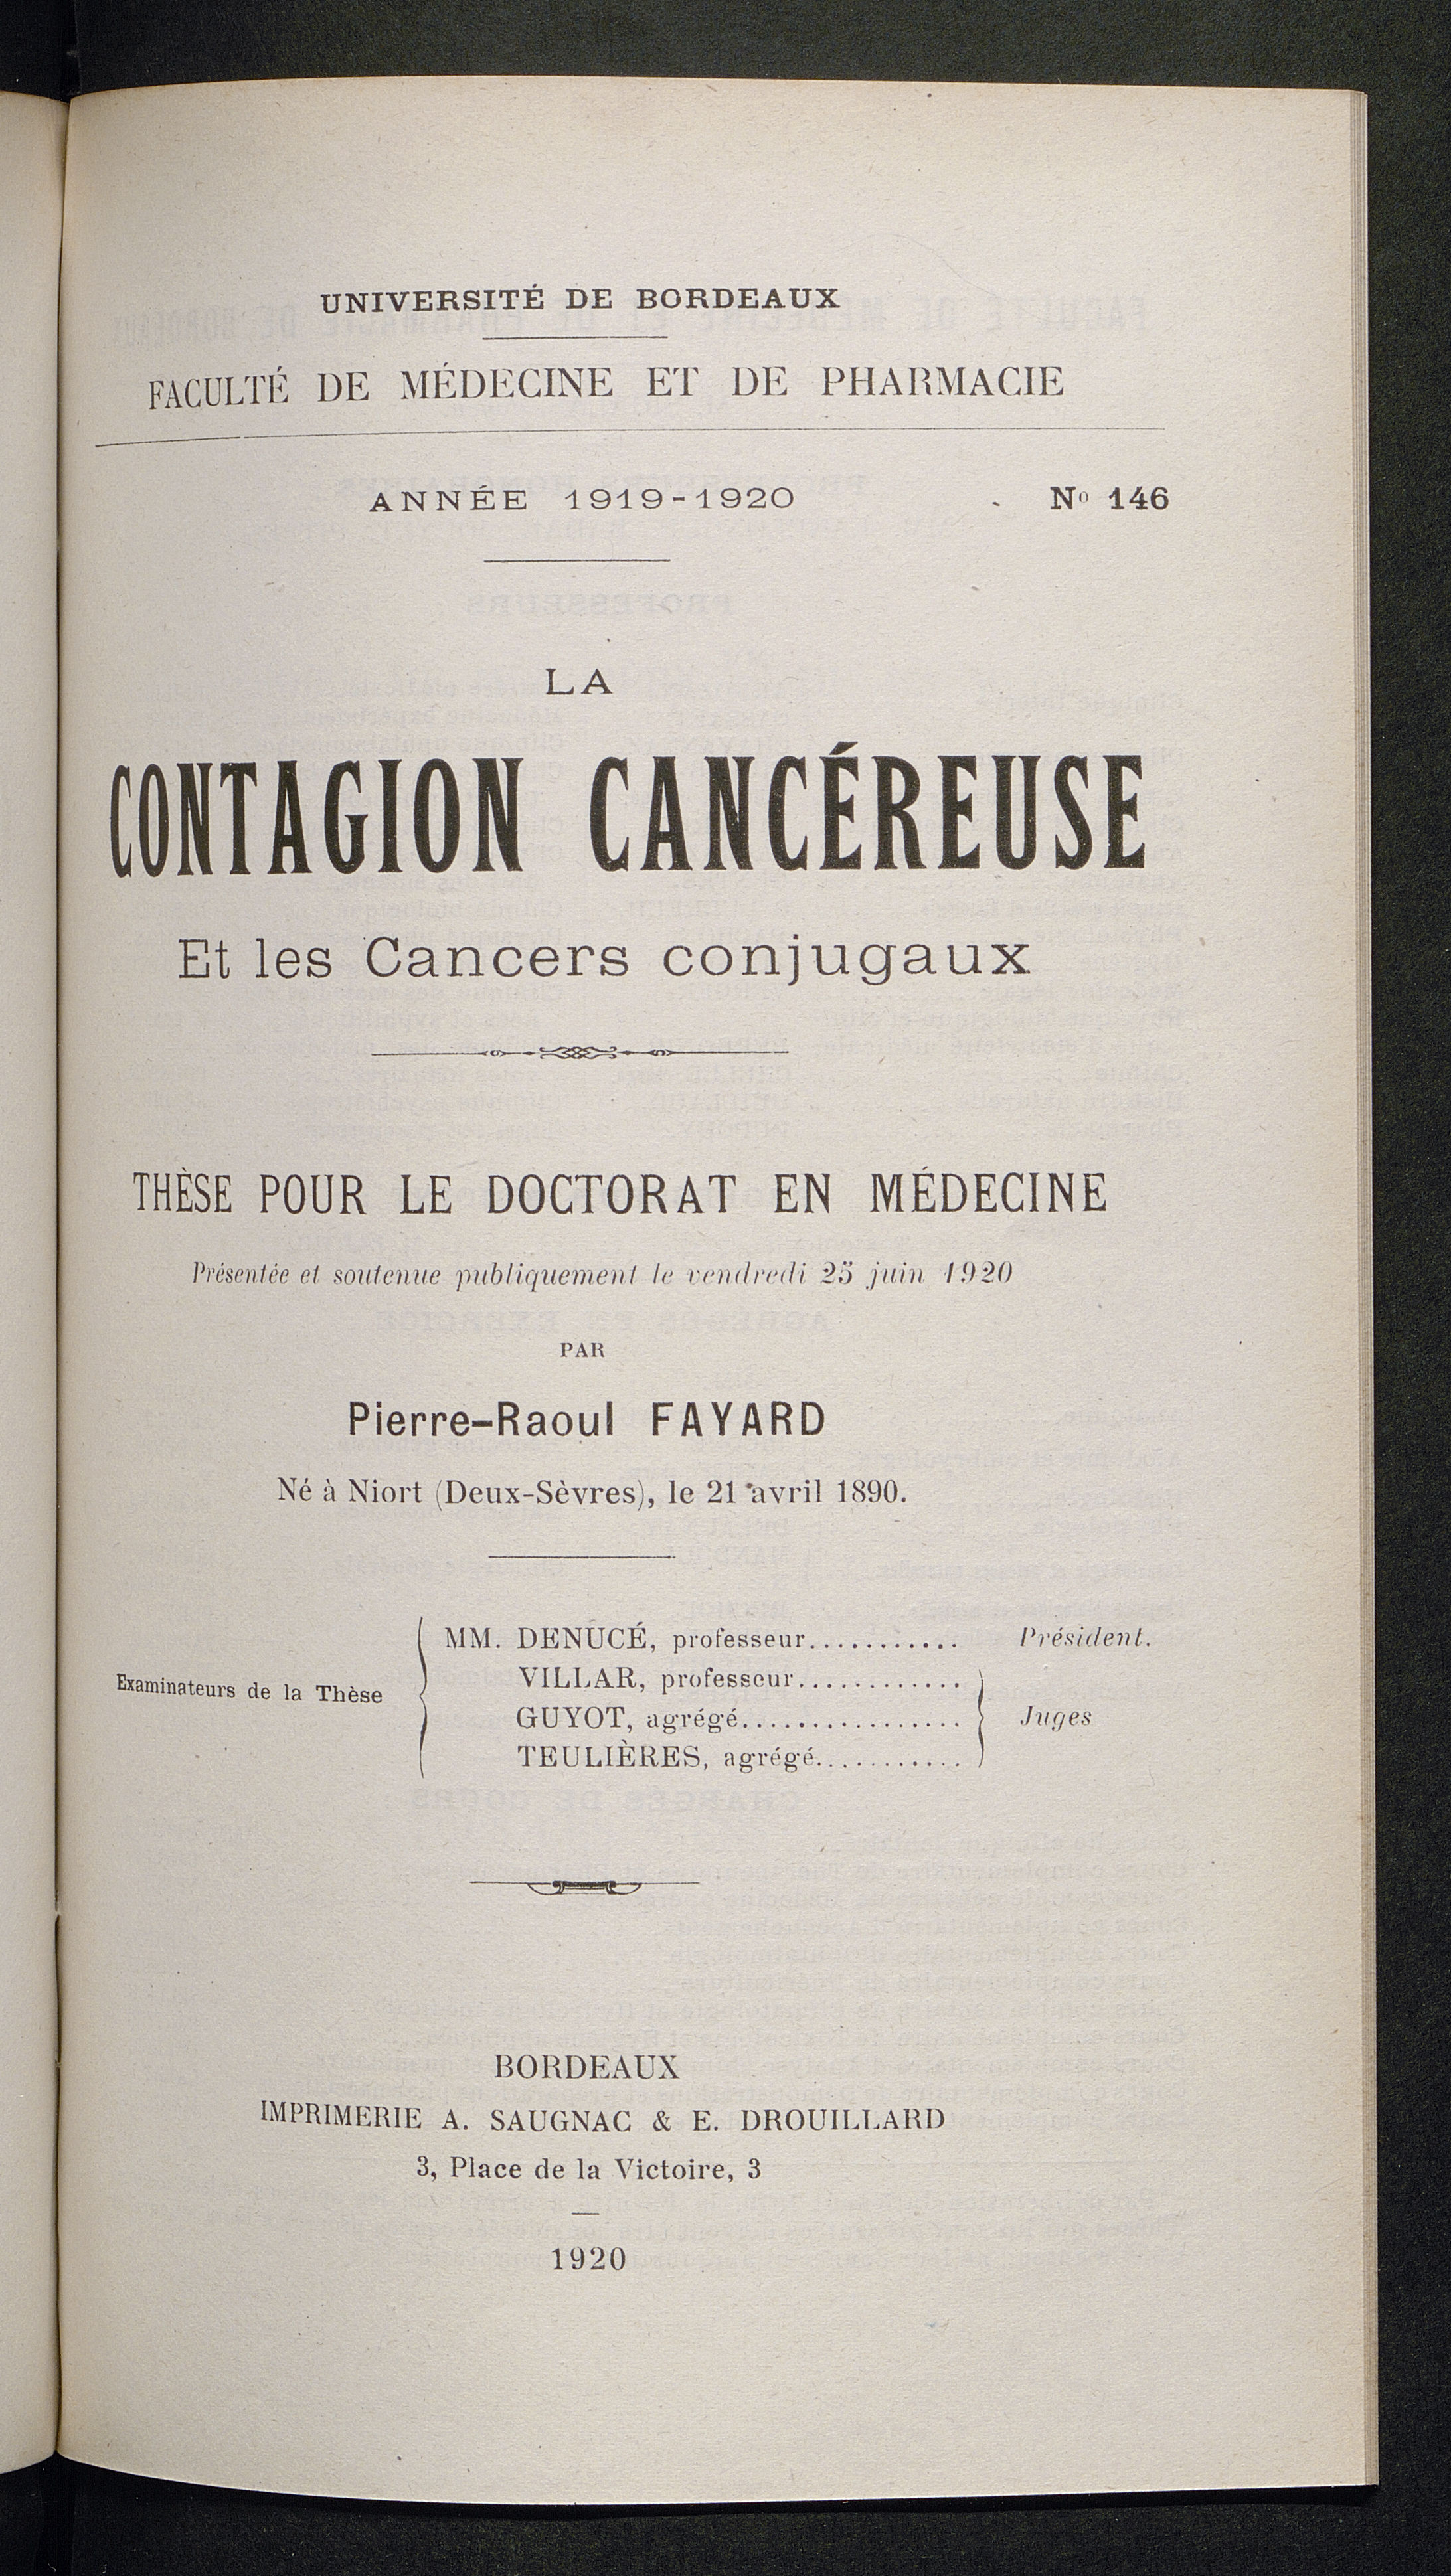 UNIVERSITÉ DE BORDEAUX
FACULTÉ DE MÉDECINE ET DE PHARMACIE
ANNÉE 1919-1920 Nº 146
LA
CONTAGION CANCÉREUSE
Et les Cancers conjugaux
THÈSE POUR LE DOCTORAT EN MÉDECINE
Présentée et soutenue publiquement le vendredi 25 juin 1920
PAR
Pierre-Raoul FAYARD
Né à Niort (Deux-Sèvres), le 21 avril 1890.
MM. DENUCÉ, professeur........... Président.
VILLAR, professeur............
Examinateurs de la Thèse
GUYOT, agrégé................ Juges
TEULIÈRES, agrégé...........
BORDEAUX
IMPRIMERIE A. SAUGNAC & E. DROUILLARD
3, Place de la Victoire, 3
1920